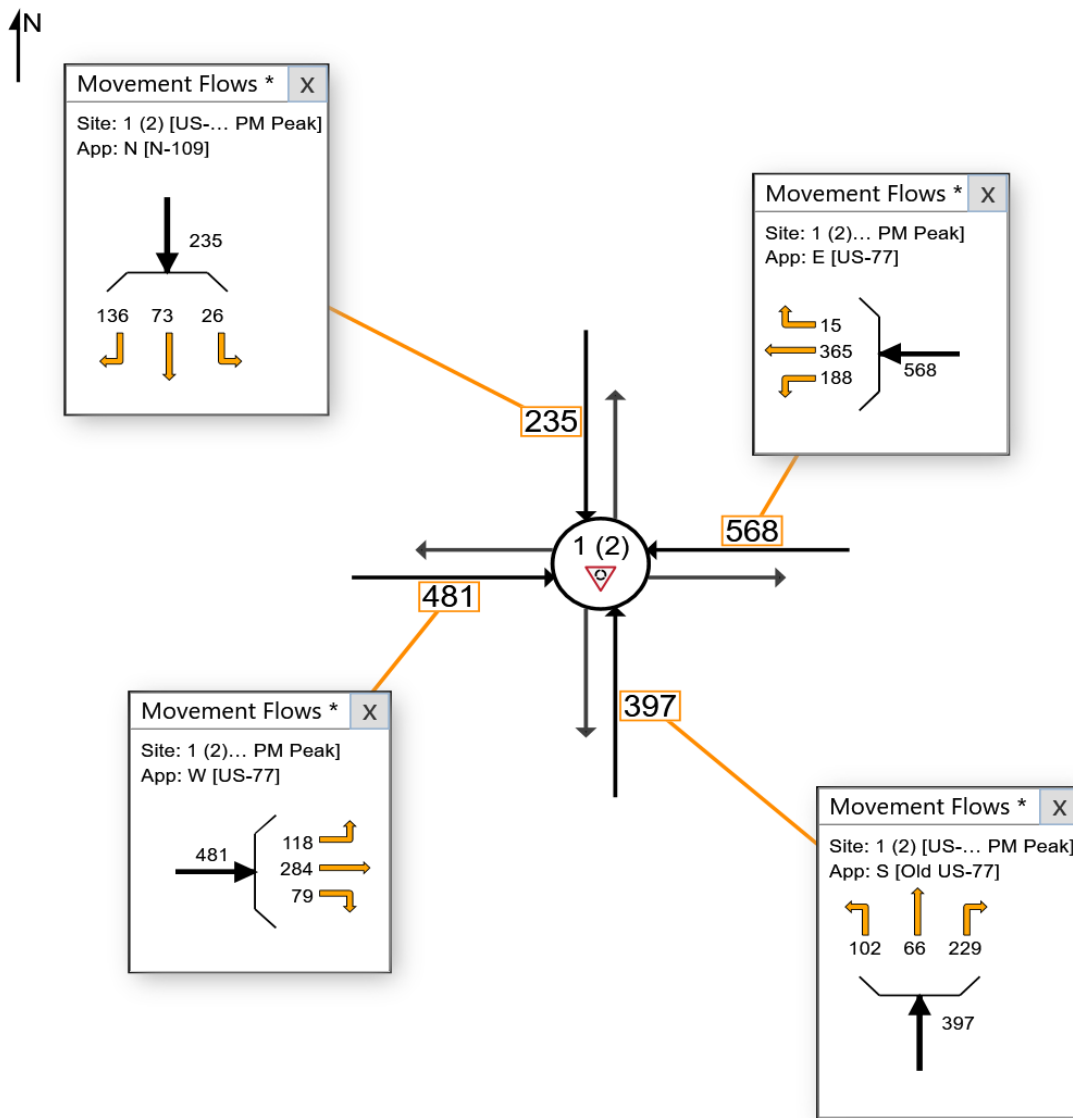 N
Movement Flows * X
Site: 1 (2) [US-... PM Peak]
App: N [N-109]
235
136 73 26
Movement Flows * X
Site: 1 (2)... PM Peak]
App: E [US-77]
15
365
188
568
235
568
1 (2)
481
397
Movement Flows * X
Site: 1 (2)... PM Peak]
App: W [US-77]
481
118
284
79
Movement Flows * X
Site: 1 (2) [US-... PM Peak]
App: S [Old US-77]
102 66 229
397